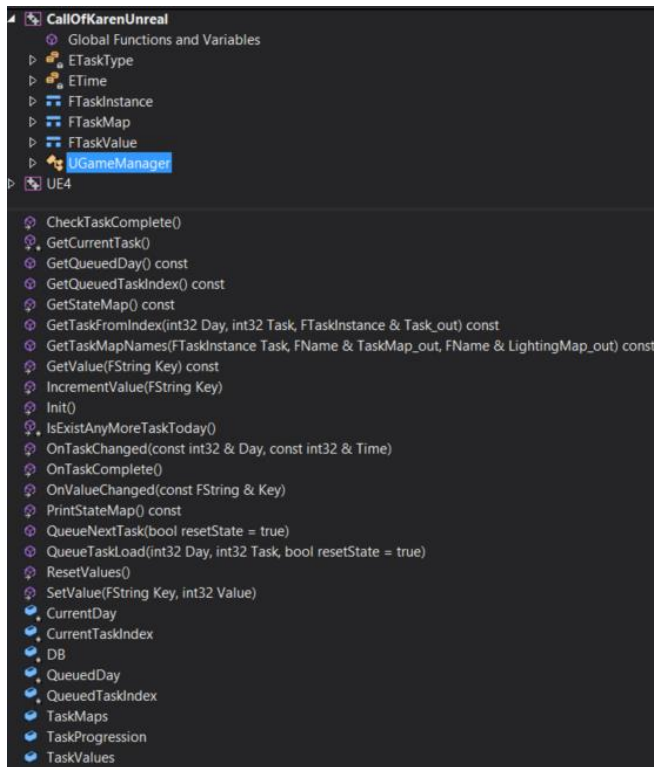 CallOfKarenUnreal
Global Functions and Variables
ETaskType
ETime
FTaskInstance
FTaskMap
FTaskValue
UGameManager
UE4
CheckTaskComplete()
GetCurrentTask()
GetQueuedDay() const
GetQueuedTaskIndex() const
GetStateMap() const
GetTaskFromIndex(int32 Day, int32 Task, FTaskInstance & Task_out) const
GetTaskMapNames(FTaskInstance Task, FName & TaskMap_out, FName & LightingMap_out) const
GetValue(FString Key) const
IncrementValue(FString Key)
Init()
IsExistAnyMoreTaskToday()
OnTaskChanged(const int32 & Day, const int32 & Time)
OnTaskComplete()
OnValueChanged(const FString & Key)
PrintStateMap() const
QueueNextTask(bool resetState = true)
QueueTaskLoad(int32 Day, int32 Task, bool resetState = true)
ResetValues()
SetValue(FString Key, int32 Value)
CurrentDay
CurrentTaskIndex
DB
QueuedDay
QueuedTaskIndex
TaskMaps
TaskProgression
TaskValues